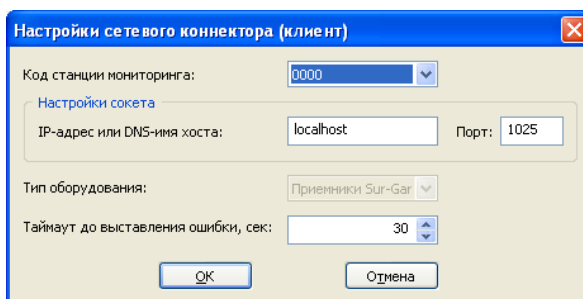 Настройки сетевого коннектора (клиент)
Код станции мониторинга: 0000
Настройки сокета
IP-адрес или DNS-имя хоста: localhost Порт: 1025
Тип оборудования: Приемники Sur-Gar
Таймаут до выставления ошибки, сек: 30
OK Отмена